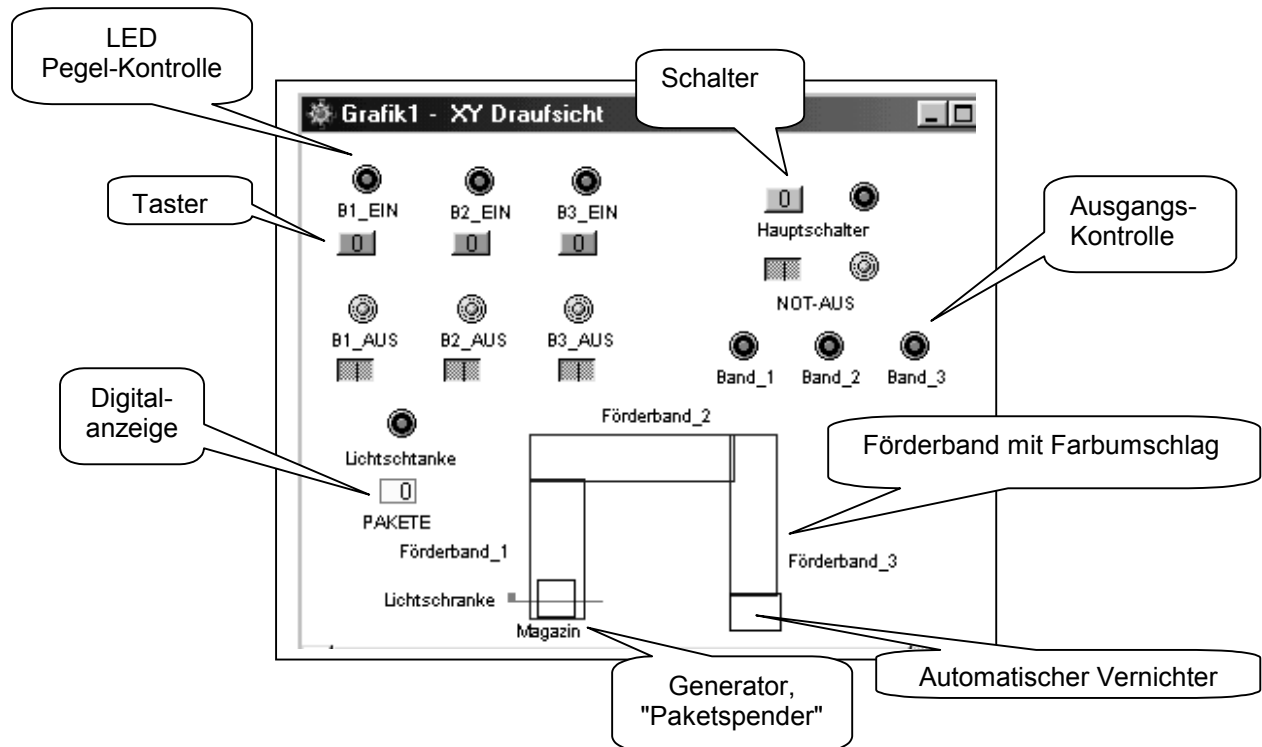 LED
Pegel-Kontrolle
Schalter
Grafik1 - XY Draufsicht
Taster
B1_EIN
B2_EIN
B3_EIN
0
0
0
0
Hauptschalter
Ausgangs-
Kontrolle
NOT-AUS
B1_AUS
B2_AUS
B3_AUS
I
I
I
I
Band_1
Band_2
Band_3
Digital-
anzeige
Lichtschtanke
0
PAKETE
Förderband_2
Förderband mit Farbumschlag
Förderband_1
Förderband_3
Lichtschranke
Magazin
Generator,
"Paketspender"
Automatischer Vernichter